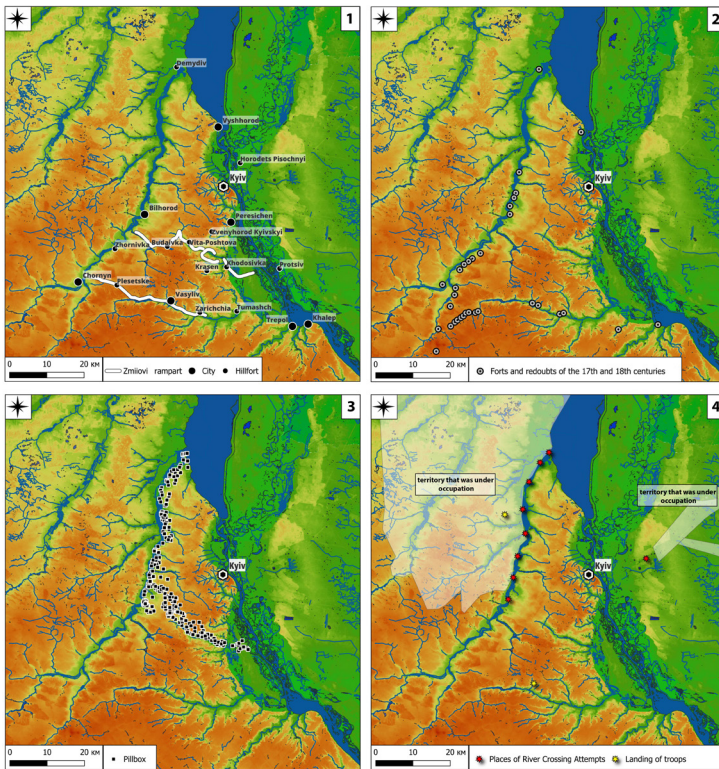 1
Demydiv
Vyshhorod
Horodets Pisochnyi
Kyiv
Bilhorod
Peresichen
Zvenyhorod Kyivskyi
Zhornivka
Budaivka
Vita-Poshtova
Krasen
Khodosivka
Protsiv
Chornyn
Plesetske
Vasyliv
Zarichchia
Tumashch
Trepol
Khalep
0 10 20 КМ
Zmiiovi rampart
City
Hillfort
2
Kyiv
0 10 20 КМ
Forts and redoubts of the 17th and 18th centuries
3
Kyiv
0 10 20 КМ
Pillbox
4
territory that was under
occupation
territory that was under
occupation
Kyiv
0 10 20 КМ
Places of River Crossing Attempts
Landing of troops